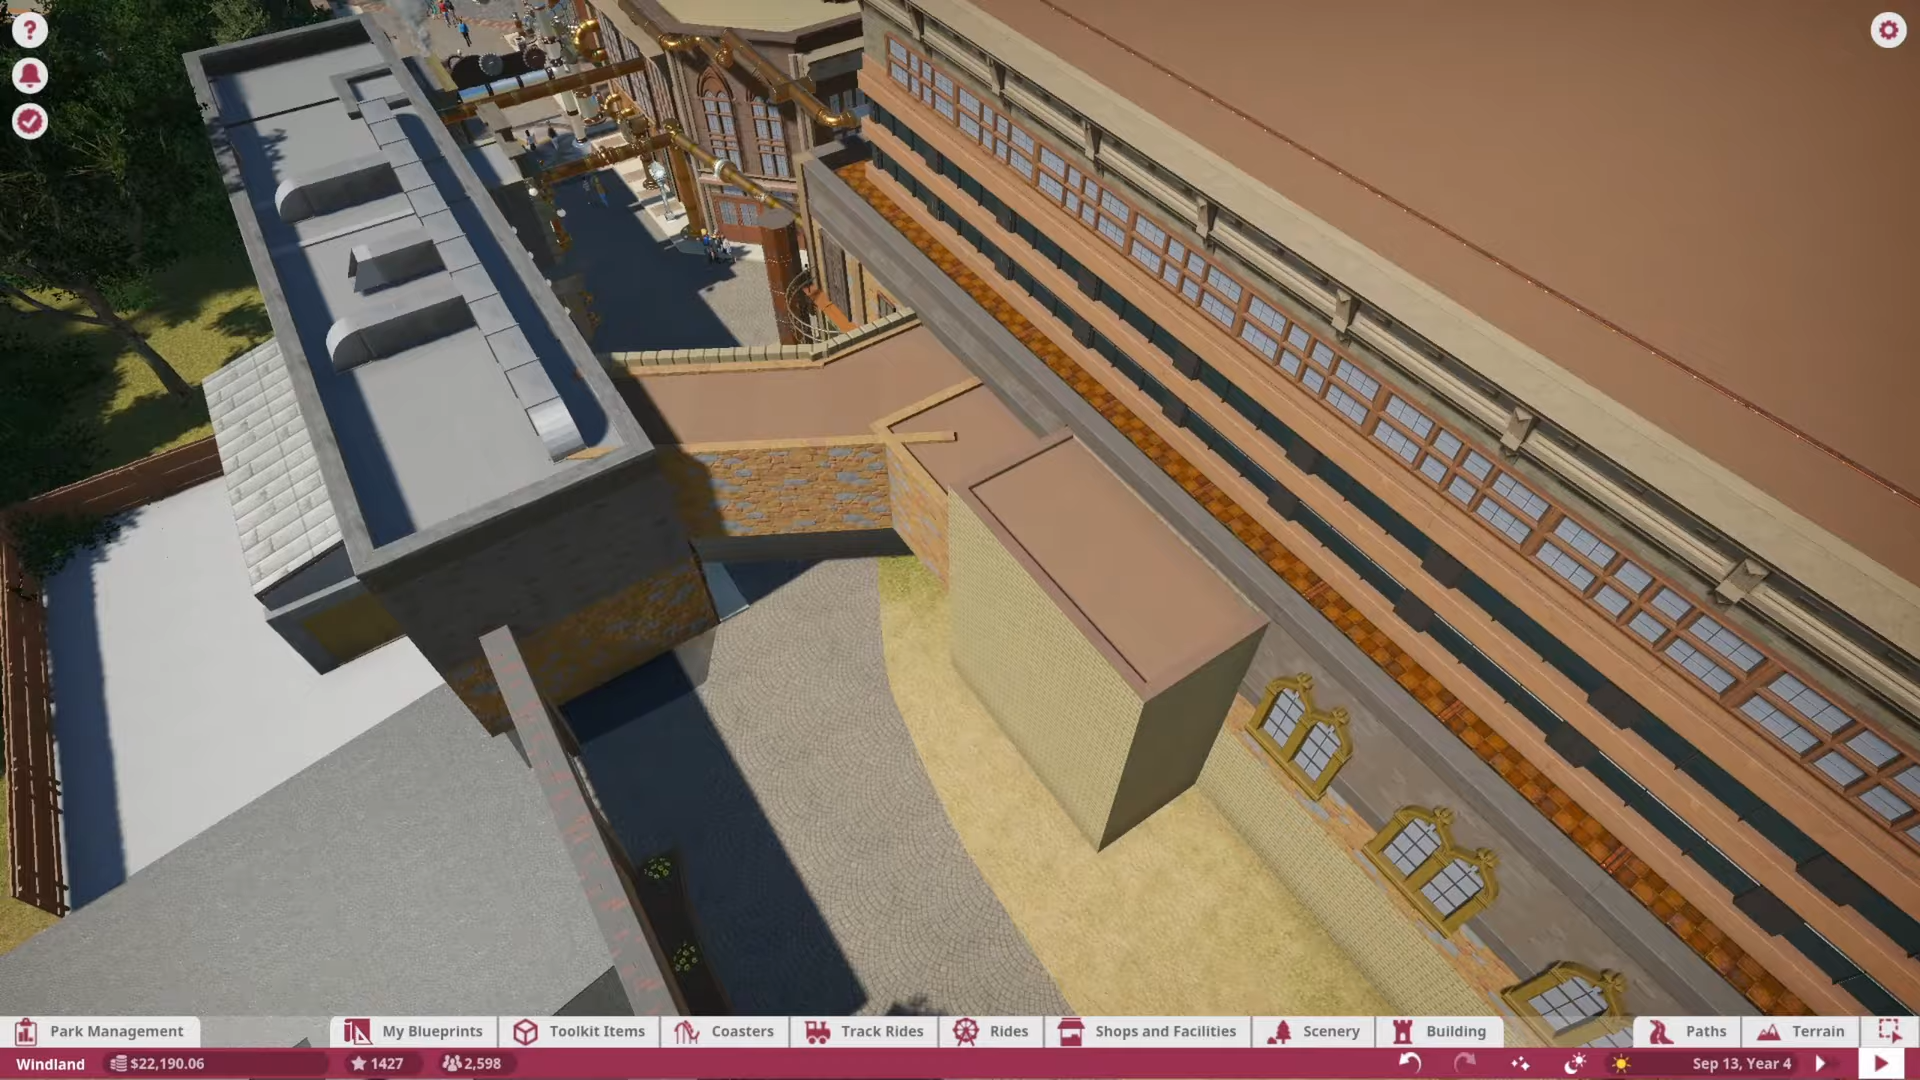 ?
Park Management
My Blueprints
Toolkit Items
Coasters
Track Rides
Rides
Shops and Facilities
Scenery
Building
Paths
Terrain
Windland
$22,190.06
1427
2,598
Sep 13, Year 4